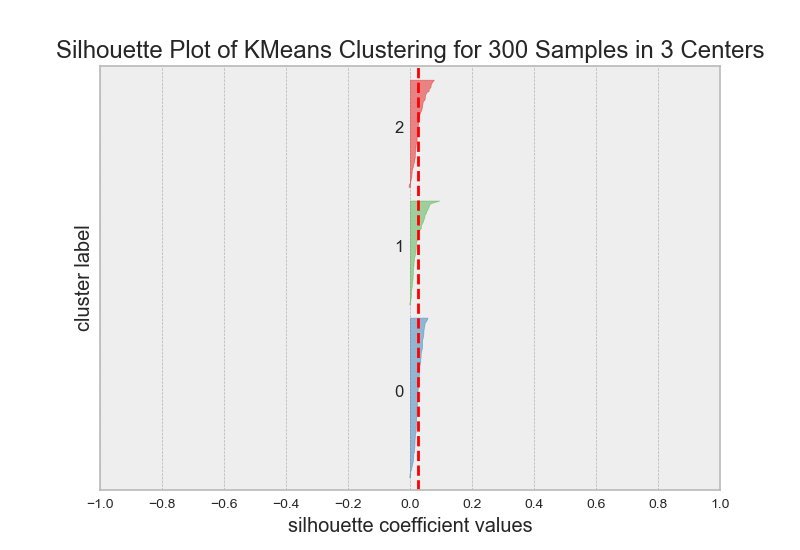 Silhouette Plot of KMeans Clustering for 300 Samples in 3 Centers
2
1
0
cluster label
−1.0 −0.8 −0.6 −0.4 −0.2 0.0 0.2 0.4 0.6 0.8 1.0
silhouette coefficient values